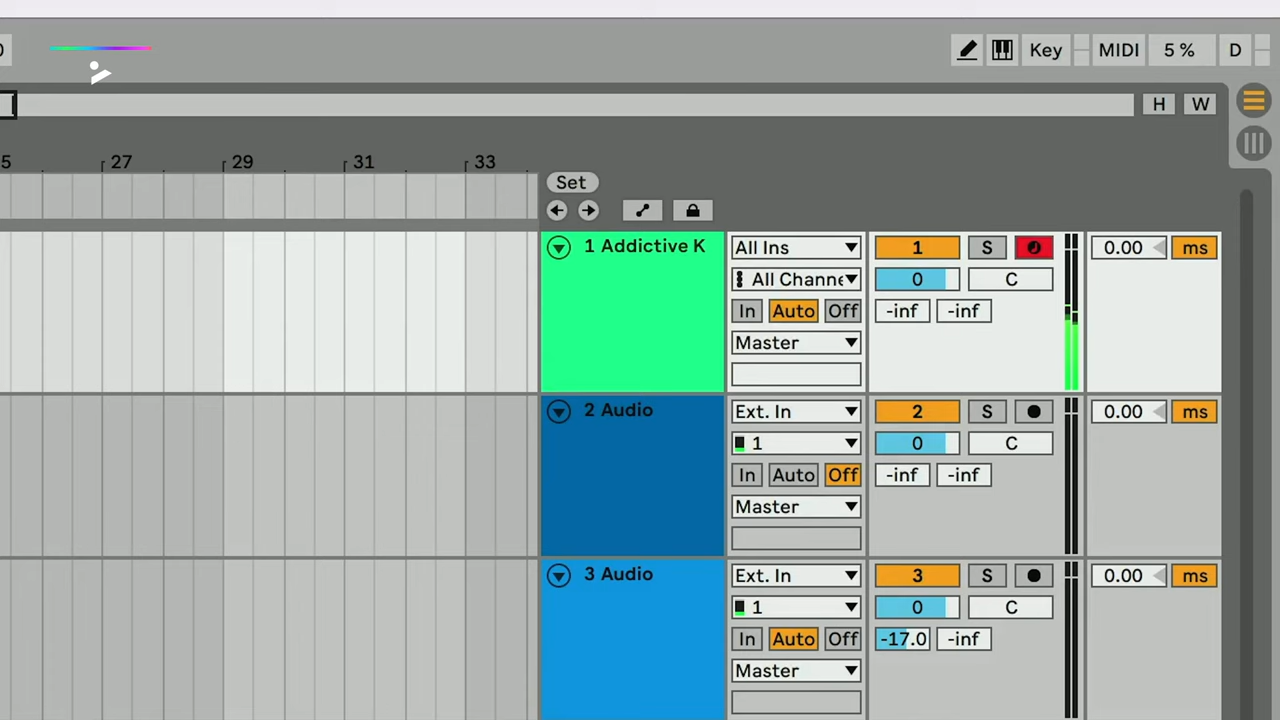 Key MIDI 5 % D
H W
27 29 31 33
Set
1 Addictive K All Ins 1 S 0.00 ms
All Channe 0 C
In Auto Off -inf -inf
Master
2 Audio Ext. In 2 S 0.00 ms
1 0 C
In Auto Off -inf -inf
Master
3 Audio Ext. In 3 S 0.00 ms
1 0 C
In Auto Off -17.0 -inf
Master